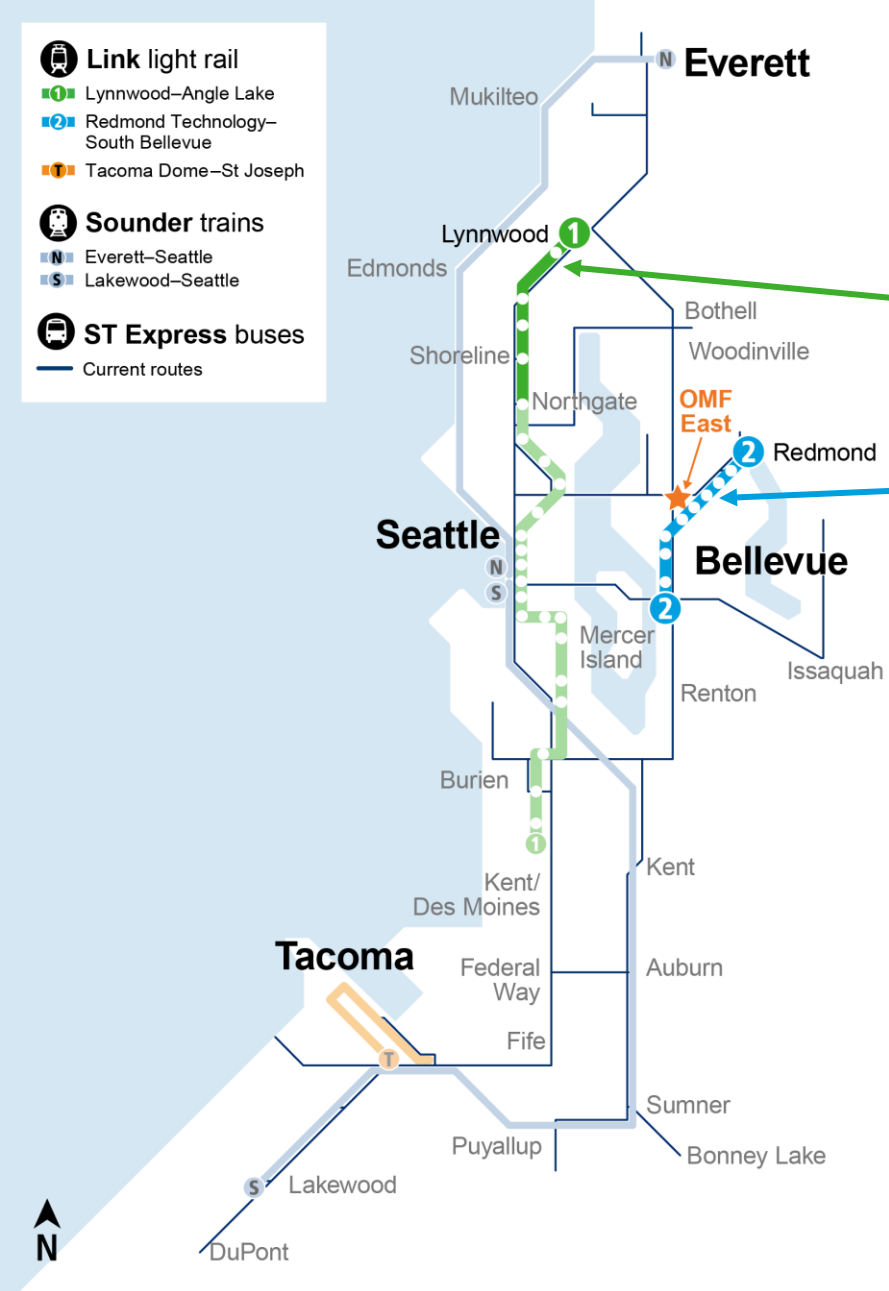 Link light rail
1 Lynnwood–Angle Lake
2 Redmond Technology–
South Bellevue
T Tacoma Dome–St Joseph
Sounder trains
N Everett–Seattle
S Lakewood–Seattle
ST Express buses
Current routes
N Everett
Mukilteo
Lynnwood 1
Edmonds
Bothell
Shoreline
Woodinville
Northgate
OMF
East
2 Redmond
Seattle
N
S
Bellevue
2
Mercer
Island
Issaquah
Renton
Burien
1
Kent/
Des Moines
Kent
Tacoma
Federal
Way
Auburn
Fife
T
Sumner
Puyallup
Bonney Lake
S Lakewood
N
DuPont